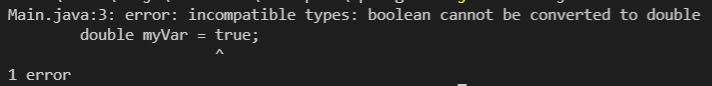 Main.java:3: error: incompatible types: boolean cannot be converted to double
        double myVar = true;
                       ^
1 error